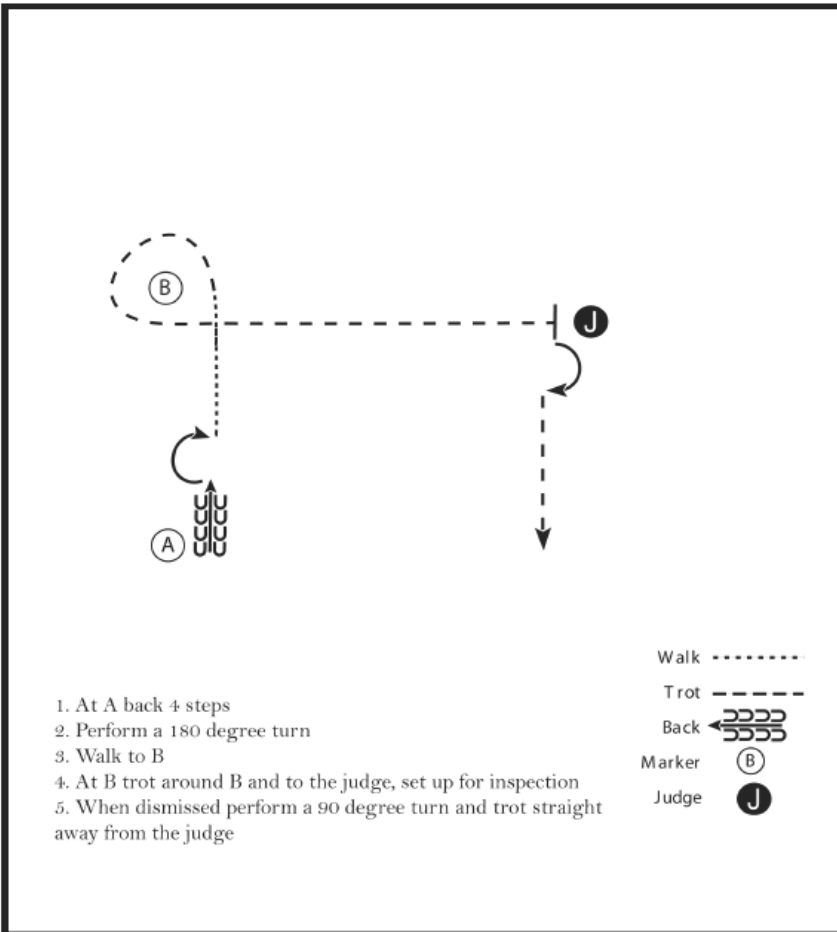 B
J
A
1. At A back 4 steps
2. Perform a 180 degree turn
3. Walk to B
4. At B trot around B and to the judge, set up for inspection
5. When dismissed perform a 90 degree turn and trot straight
away from the judge
Walk
Trot
Back
Marker B
Judge J